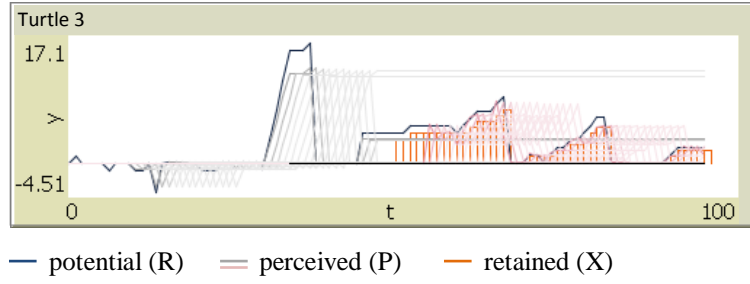 Turtle 3
17.1
y
-4.51
0 t 100
potential (R) perceived (P) retained (X)